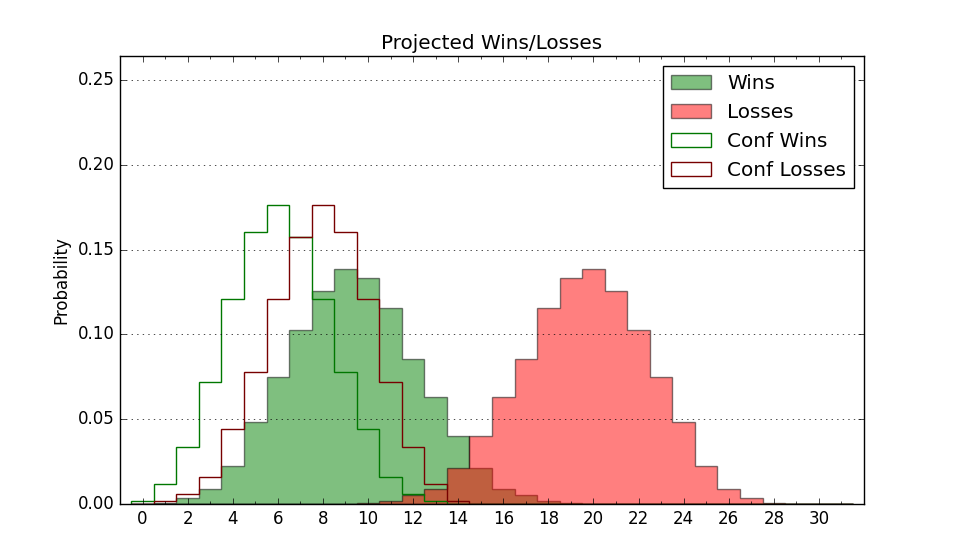 Projected Wins/Losses
Probability
0.25
0.20
0.15
0.10
0.05
0.00
0 2 4 6 8 10 12 14 16 18 20 22 24 26 28 30
Wins
Losses
Conf Wins
Conf Losses